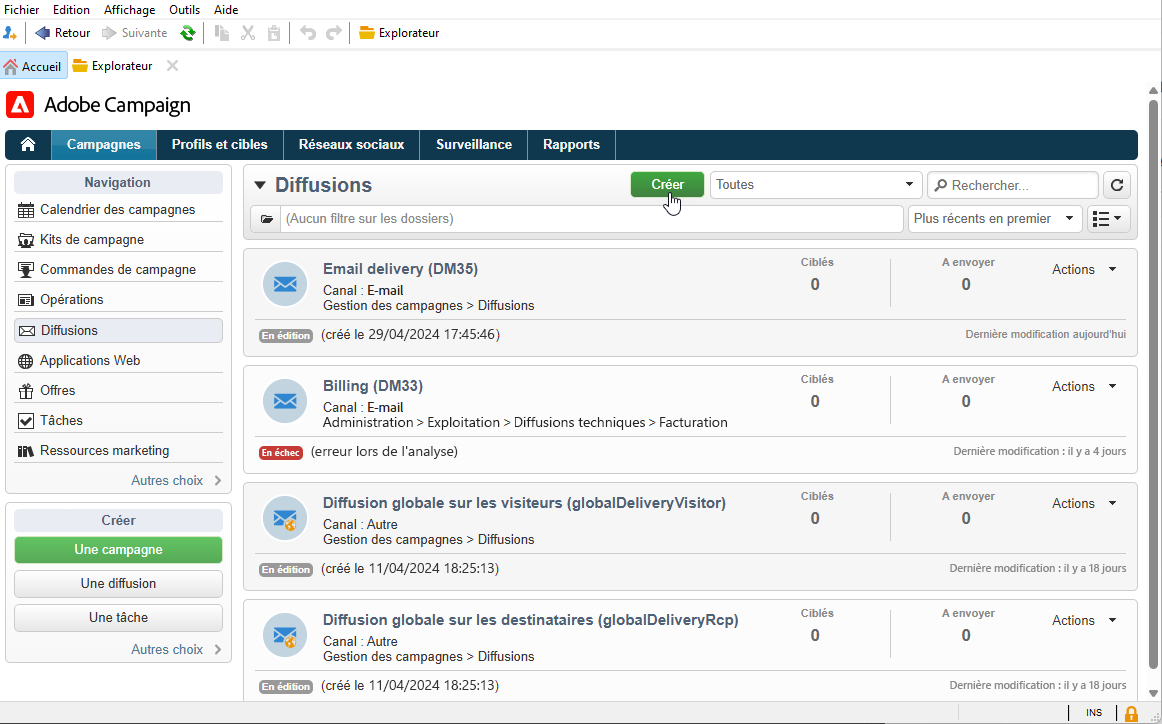 Fichier Edition Affichage Outils Aide
Retour Suivante Explorateur
Accueil Explorateur
Adobe Campaign
Campagnes Profils et cibles Réseaux sociaux Surveillance Rapports
Navigation
Calendrier des campagnes
Kits de campagne
Commandes de campagne
Opérations
Diffusions
Applications Web
Offres
Tâches
Ressources marketing
Autres choix
Créer
Une campagne
Une diffusion
Une tâche
Autres choix
Diffusions Créer Toutes Rechercher...
(Aucun filtre sur les dossiers) Plus récents en premier
Email delivery (DM35) Ciblés A envoyer Actions
Canal : E-mail 0 0
Gestion des campagnes > Diffusions
En édition (créé le 29/04/2024 17:45:46) Dernière modification aujourd'hui
Billing (DM33) Ciblés A envoyer Actions
Canal : E-mail 0 0
Administration > Exploitation > Diffusions techniques > Facturation
En échec (erreur lors de l'analyse) Dernière modification : il y a 4 jours
Diffusion globale sur les visiteurs (globalDeliveryVisitor) Ciblés A envoyer Actions
Canal : Autre 0 0
Gestion des campagnes > Diffusions
En édition (créé le 11/04/2024 18:25:13) Dernière modification : il y a 18 jours
Diffusion globale sur les destinataires (globalDeliveryRcp) Ciblés A envoyer Actions
Canal : Autre 0 0
Gestion des campagnes > Diffusions
En édition (créé le 11/04/2024 18:25:13) Dernière modification : il y a 18 jours
INS